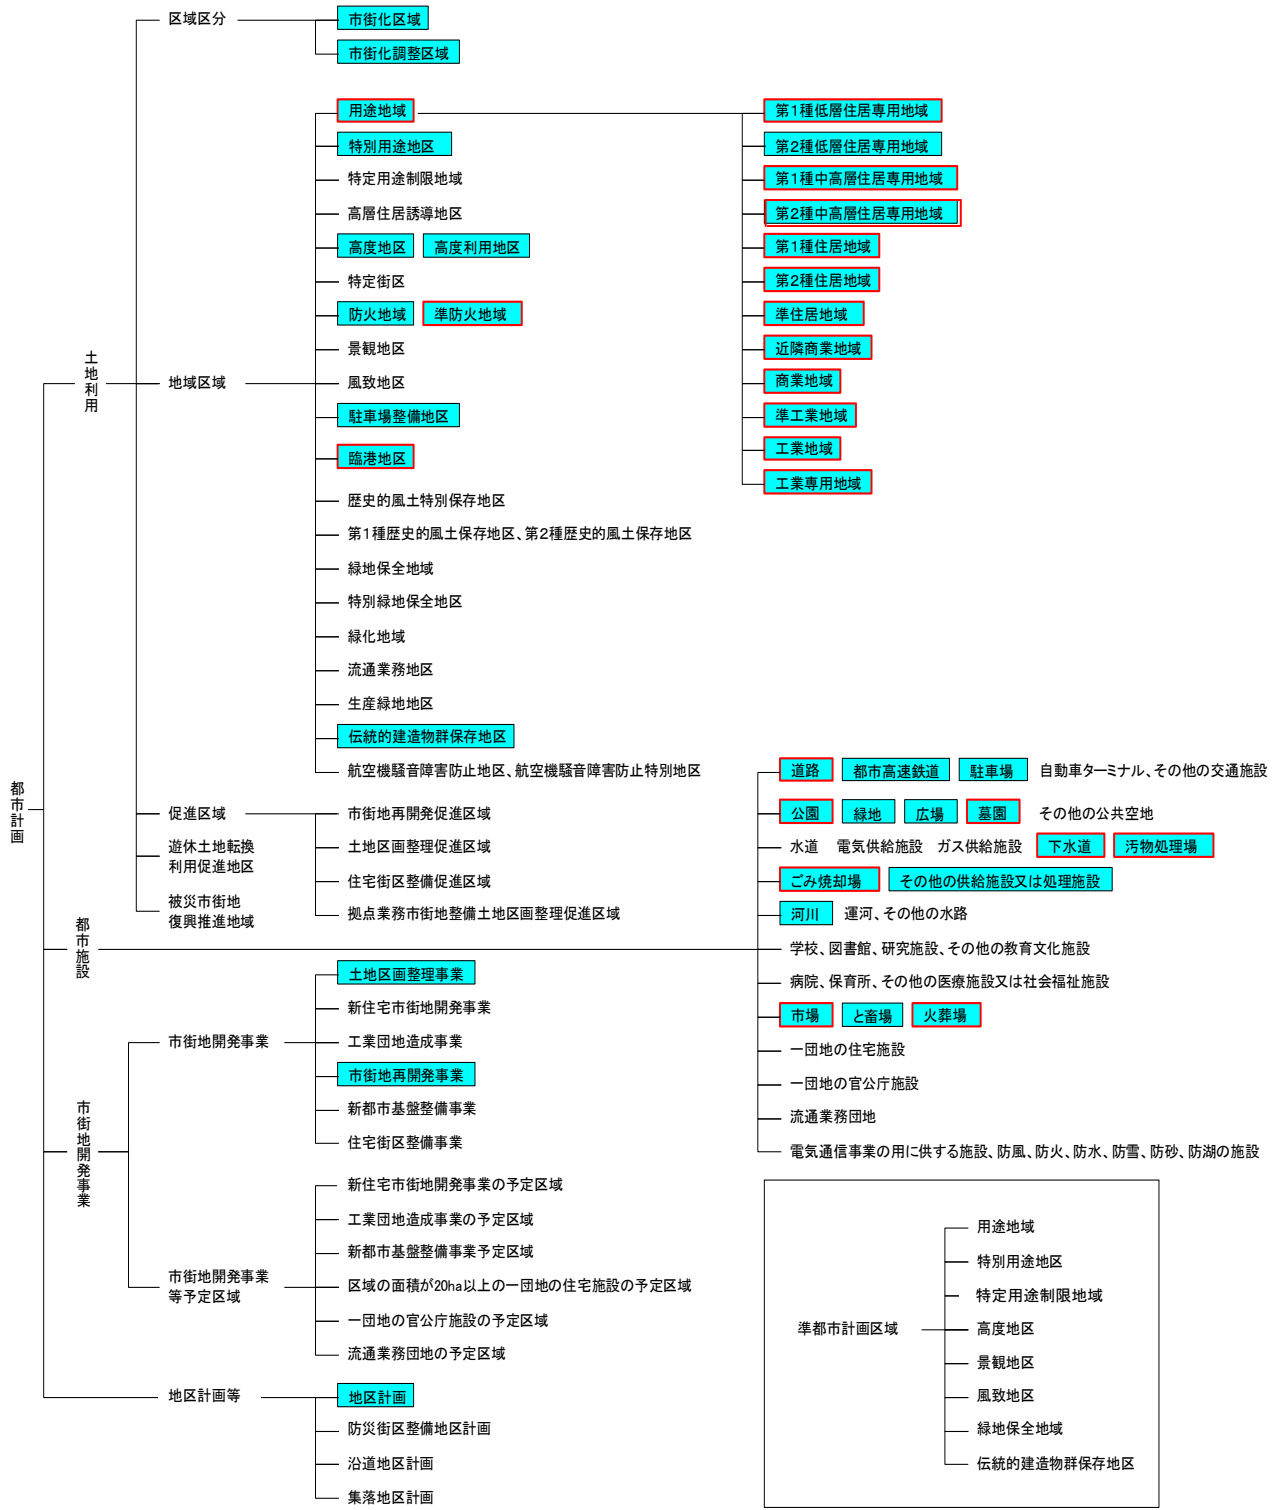 都市計画
土地利用
区域区分
市街化区域
市街化調整区域
地域区域
用途地域
特別用途地区
特定用途制限地域
高層住居誘導地区
高度地区 高度利用地区
特定街区
防火地域 準防火地域
景観地区
風致地区
駐車場整備地区
臨港地区
歴史的風土特別保存地区
第1種歴史的風土保存地区、第2種歴史的風土保存地区
緑地保全地域
特別緑地保全地区
緑化地域
流通業務地区
生産緑地地区
伝統的建造物群保存地区
航空機騒音障害防止地区、航空機騒音障害防止特別地区
第1種低層住居専用地域
第2種低層住居専用地域
第1種中高層住居専用地域
第2種中高層住居専用地域
第1種住居地域
第2種住居地域
準住居地域
近隣商業地域
商業地域
準工業地域
工業地域
工業専用地域
促進区域
市街地再開発促進区域
土地区画整理促進区域
住宅街区整備促進区域
拠点業務市街地整備土地区画整理促進区域
遊休土地転換
利用促進地区
被災市街地
復興推進地域
都市施設
道路 都市高速鉄道 駐車場 自動車ターミナル、その他の交通施設
公園 緑地 広場 墓園 その他の公共空地
水道 電気供給施設 ガス供給施設 下水道 汚物処理場
ごみ焼却場 その他の供給施設又は処理施設
河川 運河、その他の水路
学校、図書館、研究施設、その他の教育文化施設
病院、保育所、その他の医療施設又は社会福祉施設
市場 と畜場 火葬場
一団地の住宅施設
一団地の官公庁施設
流通業務団地
電気通信事業の用に供する施設、防風、防火、防水、防雪、防砂、防湖の施設
市街地開発事業
市街地開発事業
土地区画整理事業
新住宅市街地開発事業
工業団地造成事業
市街地再開発事業
新都市基盤整備事業
住宅街区整備事業
市街地開発事業
等予定区域
新住宅市街地開発事業の予定区域
工業団地造成事業の予定区域
新都市基盤整備事業予定区域
区域の面積が20ha以上の一団地の住宅施設の予定区域
一団地の官公庁施設の予定区域
流通業務団地の予定区域
地区計画等
地区計画
防災街区整備地区計画
沿道地区計画
集落地区計画
準都市計画区域
用途地域
特別用途地区
特定用途制限地域
高度地区
景観地区
風致地区
緑地保全地域
伝統的建造物群保存地区